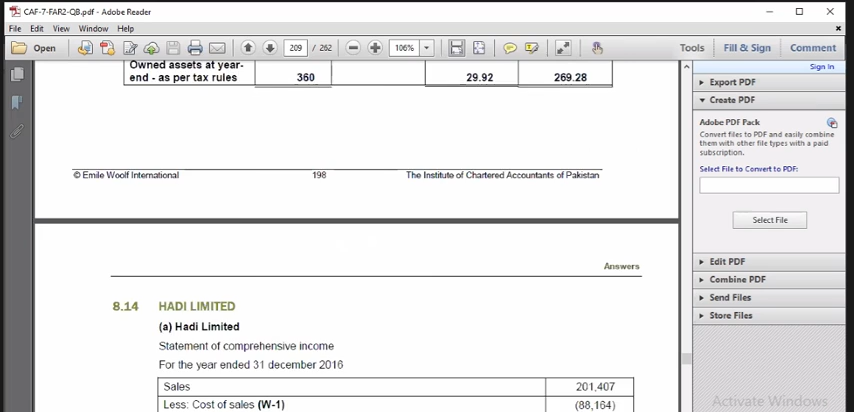 CAF-7-FAR2-QB.pdf - Adobe Reader
File Edit View Window Help
Open 209 / 262 106% Tools Fill & Sign Comment
Sign In
Export PDF
Create PDF
Adobe PDF Pack
Convert files to PDF and easily combine
them with other file types with a paid
subscription.
Select File to Convert to PDF:
Select File
Edit PDF
Combine PDF
Send Files
Store Files
Activate Windows
Owned assets at year-
end - as per tax rules 360 29.92 269.28
© Emile Woolf International 198 The Institute of Chartered Accountants of Pakistan
Answers
8.14 HADI LIMITED
(a) Hadi Limited
Statement of comprehensive income
For the year ended 31 december 2016
Sales 201,407
Less: Cost of sales (W-1) (88,164)